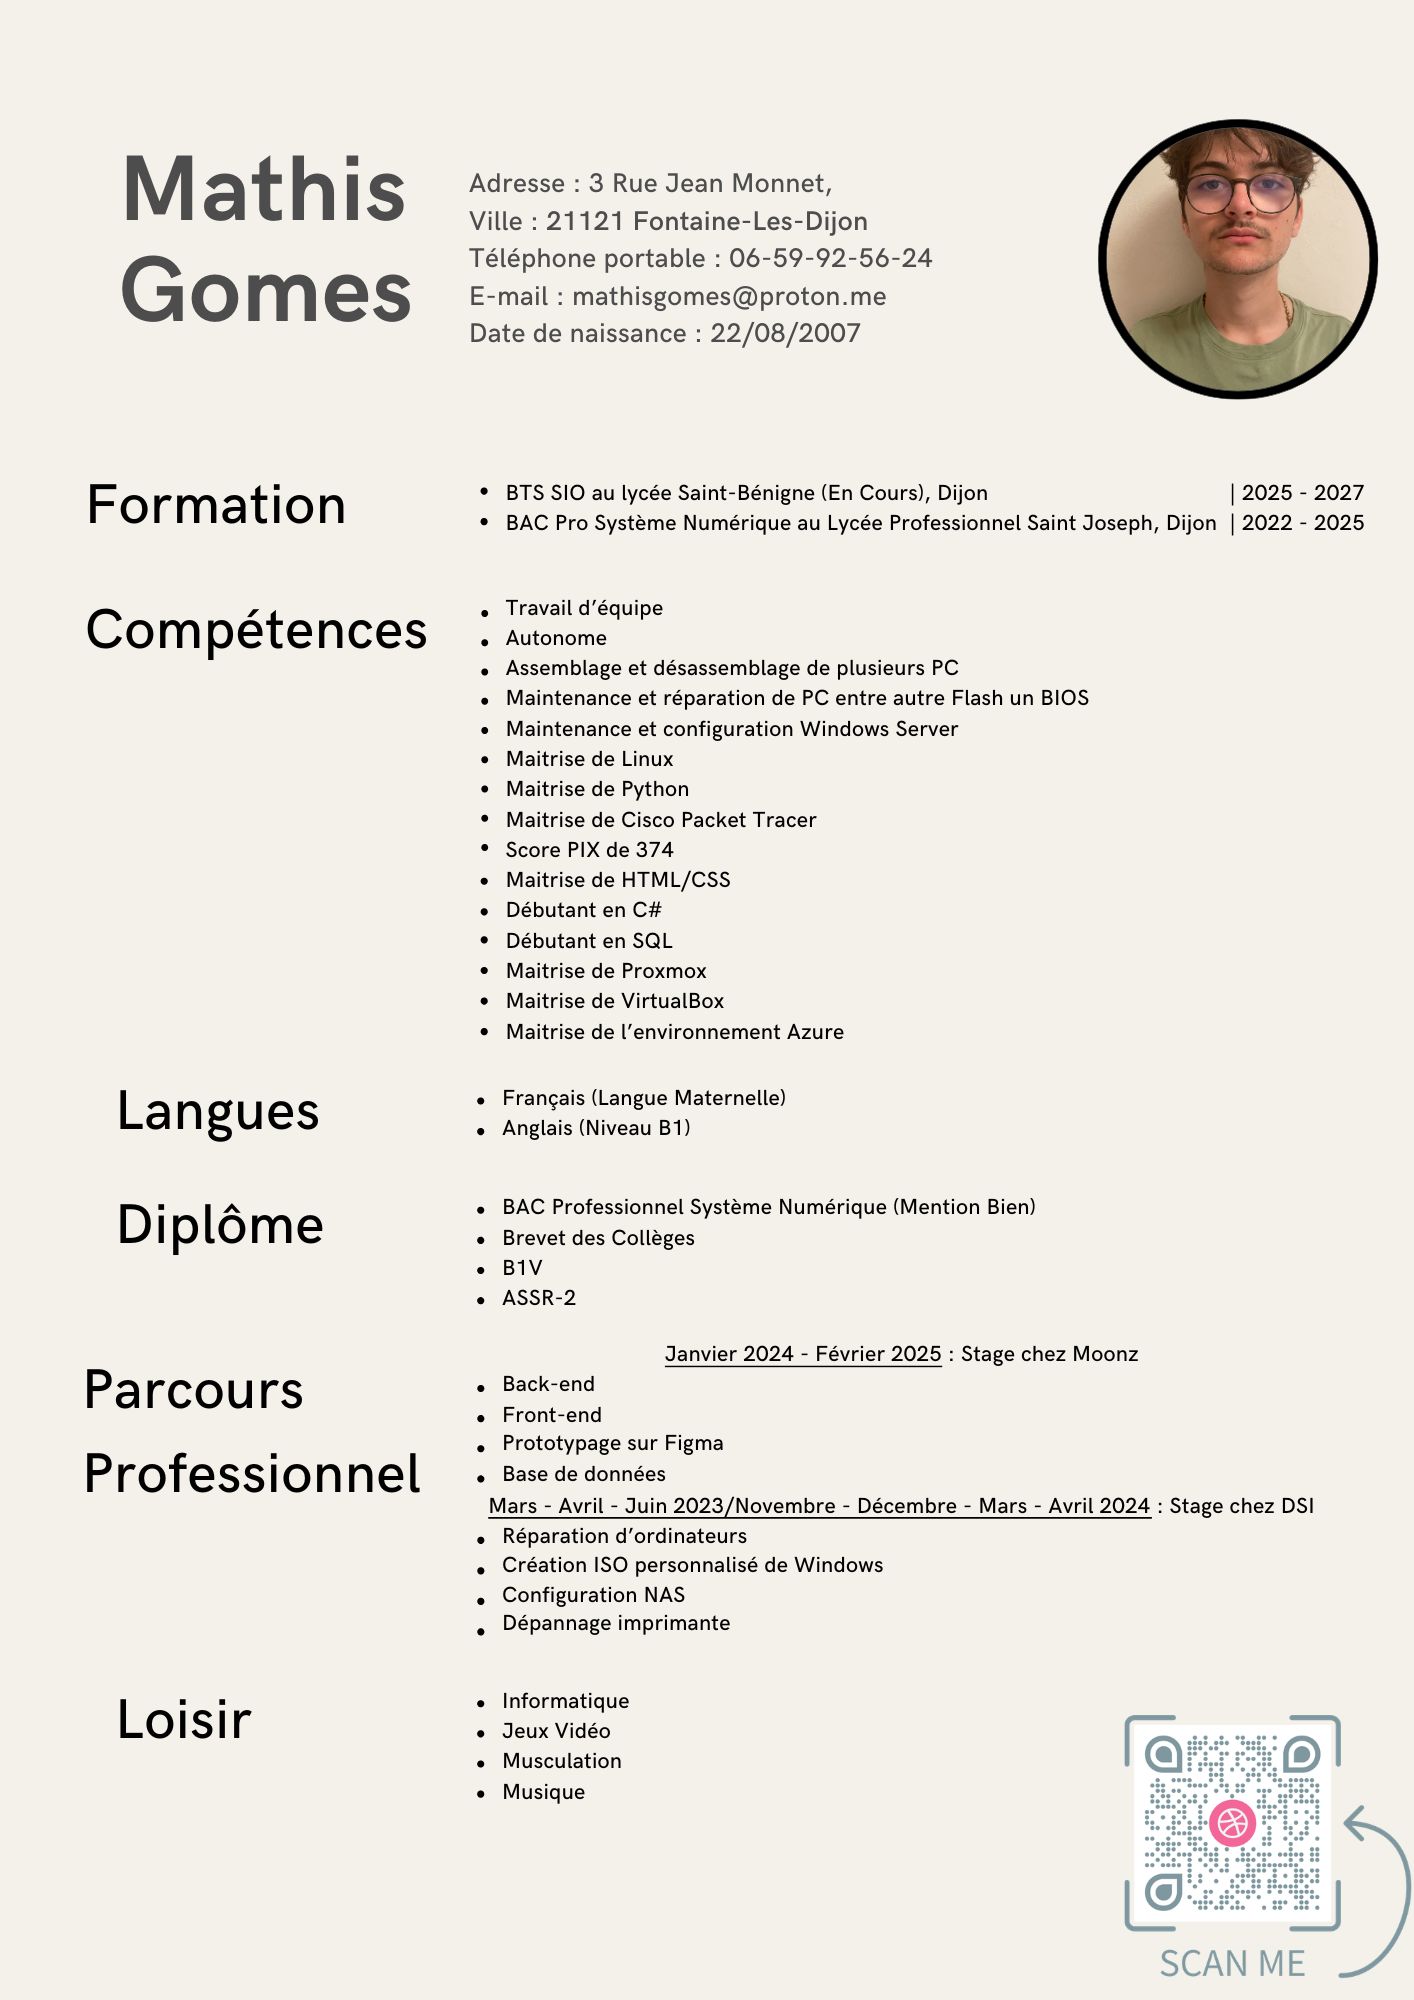 Mathis
Gomes
Adresse : 3 Rue Jean Monnet,
Ville : 21121 Fontaine-Les-Dijon
Téléphone portable : 06-59-92-56-24
E-mail : mathisgomes@proton.me
Date de naissance : 22/08/2007
Formation
• BTS SIO au lycée Saint-Bénigne (En Cours), Dijon | 2025 - 2027
• BAC Pro Système Numérique au Lycée Professionnel Saint Joseph, Dijon | 2022 - 2025
Compétences
• Travail d’équipe
• Autonome
• Assemblage et désassemblage de plusieurs PC
• Maintenance et réparation de PC entre autre Flash un BIOS
• Maintenance et configuration Windows Server
• Maitrise de Linux
• Maitrise de Python
• Maitrise de Cisco Packet Tracer
• Score PIX de 374
• Maitrise de HTML/CSS
• Débutant en C#
• Débutant en SQL
• Maitrise de Proxmox
• Maitrise de VirtualBox
• Maitrise de l’environnement Azure
Langues
• Français (Langue Maternelle)
• Anglais (Niveau B1)
Diplôme
• BAC Professionnel Système Numérique (Mention Bien)
• Brevet des Collèges
• B1V
• ASSR-2
Parcours
Professionnel
Janvier 2024 - Février 2025 : Stage chez Moonz
• Back-end
• Front-end
• Prototypage sur Figma
• Base de données
Mars - Avril - Juin 2023/Novembre - Décembre - Mars - Avril 2024 : Stage chez DSI
• Réparation d’ordinateurs
• Création ISO personnalisé de Windows
• Configuration NAS
• Dépannage imprimante
Loisir
• Informatique
• Jeux Vidéo
• Musculation
• Musique
SCAN ME